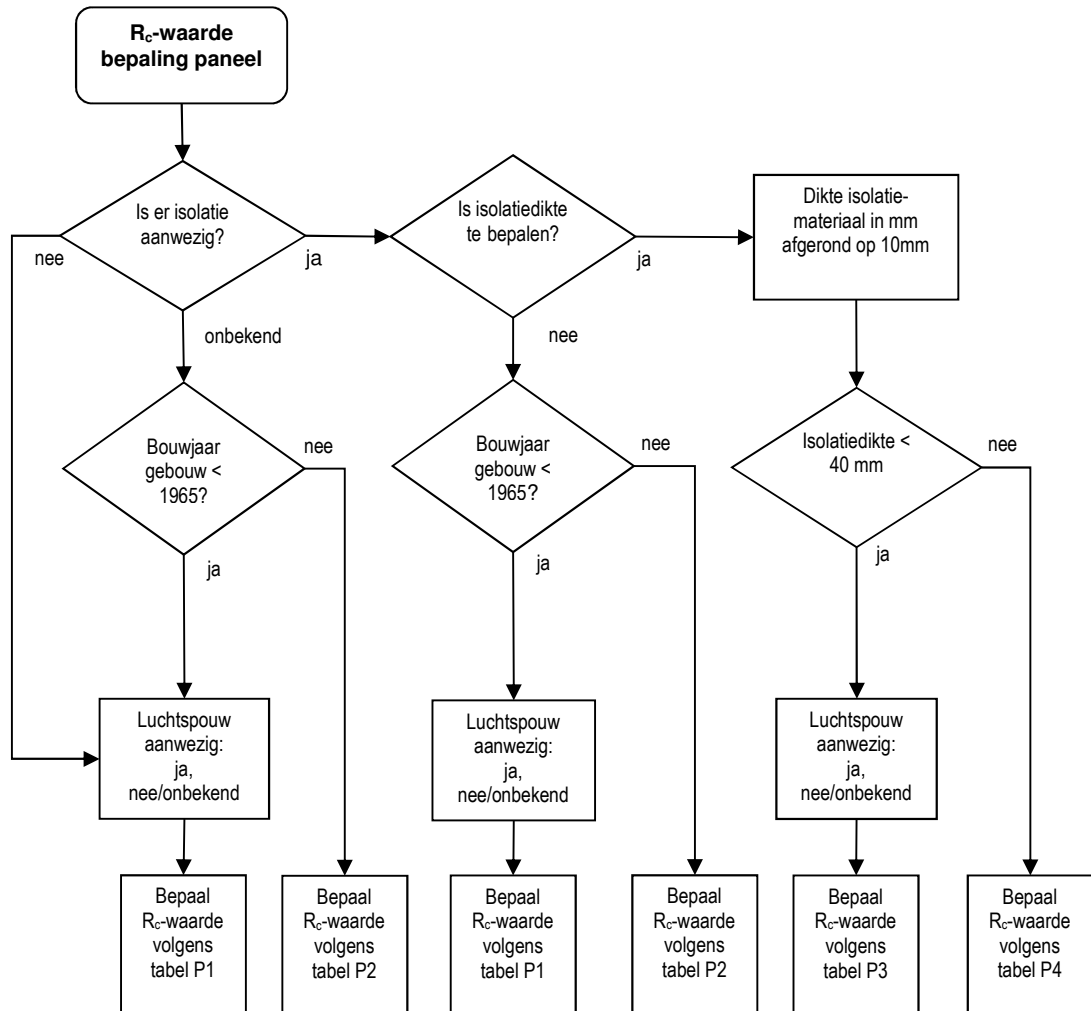 Rc-waarde
bepaling paneel
Is er isolatie
aanwezig?
nee
ja
onbekend
Is isolatiedikte
te bepalen?
ja
nee
Dikte isolatie-
materiaal in mm
afgerond op 10mm
Bouwjaar
gebouw <
1965?
nee
ja
Bouwjaar
gebouw <
1965?
nee
ja
Isolatiedikte <
40 mm
nee
ja
Luchtspouw
aanwezig:
ja,
nee/onbekend
Luchtspouw
aanwezig:
ja,
nee/onbekend
Luchtspouw
aanwezig:
ja,
nee/onbekend
Bepaal
Rc-waarde
volgens
tabel P1
Bepaal
Rc-waarde
volgens
tabel P2
Bepaal
Rc-waarde
volgens
tabel P1
Bepaal
Rc-waarde
volgens
tabel P2
Bepaal
Rc-waarde
volgens
tabel P3
Bepaal
Rc-waarde
volgens
tabel P4